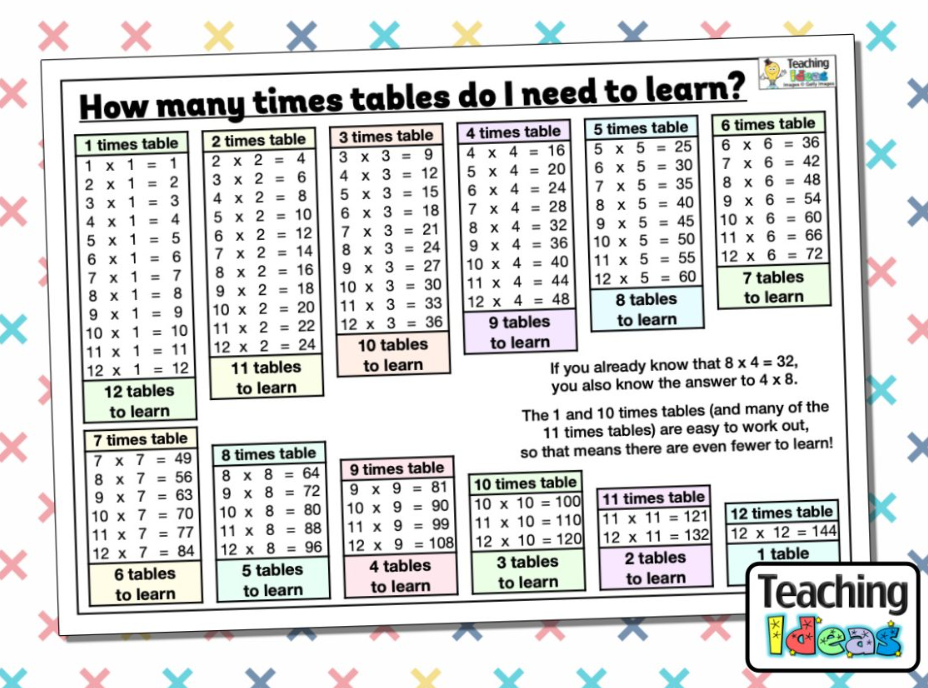 How many times tables do I need to learn?
Teaching
Ideas
1 times table
1 x 1 = 1
2 x 1 = 2
3 x 1 = 3
4 x 1 = 4
5 x 1 = 5
6 x 1 = 6
7 x 1 = 7
8 x 1 = 8
9 x 1 = 9
10 x 1 = 10
11 x 1 = 11
12 x 1 = 12
12 tables
to learn
2 times table
2 x 2 = 4
3 x 2 = 6
4 x 2 = 8
5 x 2 = 10
6 x 2 = 12
7 x 2 = 14
8 x 2 = 16
9 x 2 = 18
10 x 2 = 20
11 x 2 = 22
12 x 2 = 24
11 tables
to learn
3 times table
3 x 3 = 9
4 x 3 = 12
5 x 3 = 15
6 x 3 = 18
7 x 3 = 21
8 x 3 = 24
9 x 3 = 27
10 x 3 = 30
11 x 3 = 33
12 x 3 = 36
10 tables
to learn
4 times table
4 x 4 = 16
5 x 4 = 20
6 x 4 = 24
7 x 4 = 28
8 x 4 = 32
9 x 4 = 36
10 x 4 = 40
11 x 4 = 44
12 x 4 = 48
9 tables
to learn
5 times table
5 x 5 = 25
6 x 5 = 30
7 x 5 = 35
8 x 5 = 40
9 x 5 = 45
10 x 5 = 50
11 x 5 = 55
12 x 5 = 60
8 tables
to learn
6 times table
6 x 6 = 36
7 x 6 = 42
8 x 6 = 48
9 x 6 = 54
10 x 6 = 60
11 x 6 = 66
12 x 6 = 72
7 tables
to learn
If you already know that 8 x 4 = 32,
you also know the answer to 4 x 8.
The 1 and 10 times tables (and many of the
11 times tables) are easy to work out,
so that means there are even fewer to learn!
7 times table
7 x 7 = 49
8 x 7 = 56
9 x 7 = 63
10 x 7 = 70
11 x 7 = 77
12 x 7 = 84
6 tables
to learn
8 times table
8 x 8 = 64
9 x 8 = 72
10 x 8 = 80
11 x 8 = 88
12 x 8 = 96
5 tables
to learn
9 times table
9 x 9 = 81
10 x 9 = 90
11 x 9 = 99
12 x 9 = 108
4 tables
to learn
10 times table
10 x 10 = 100
11 x 10 = 110
12 x 10 = 120
3 tables
to learn
11 times table
11 x 11 = 121
12 x 11 = 132
2 tables
to learn
12 times table
12 x 12 = 144
1 table
Teaching
Ideas